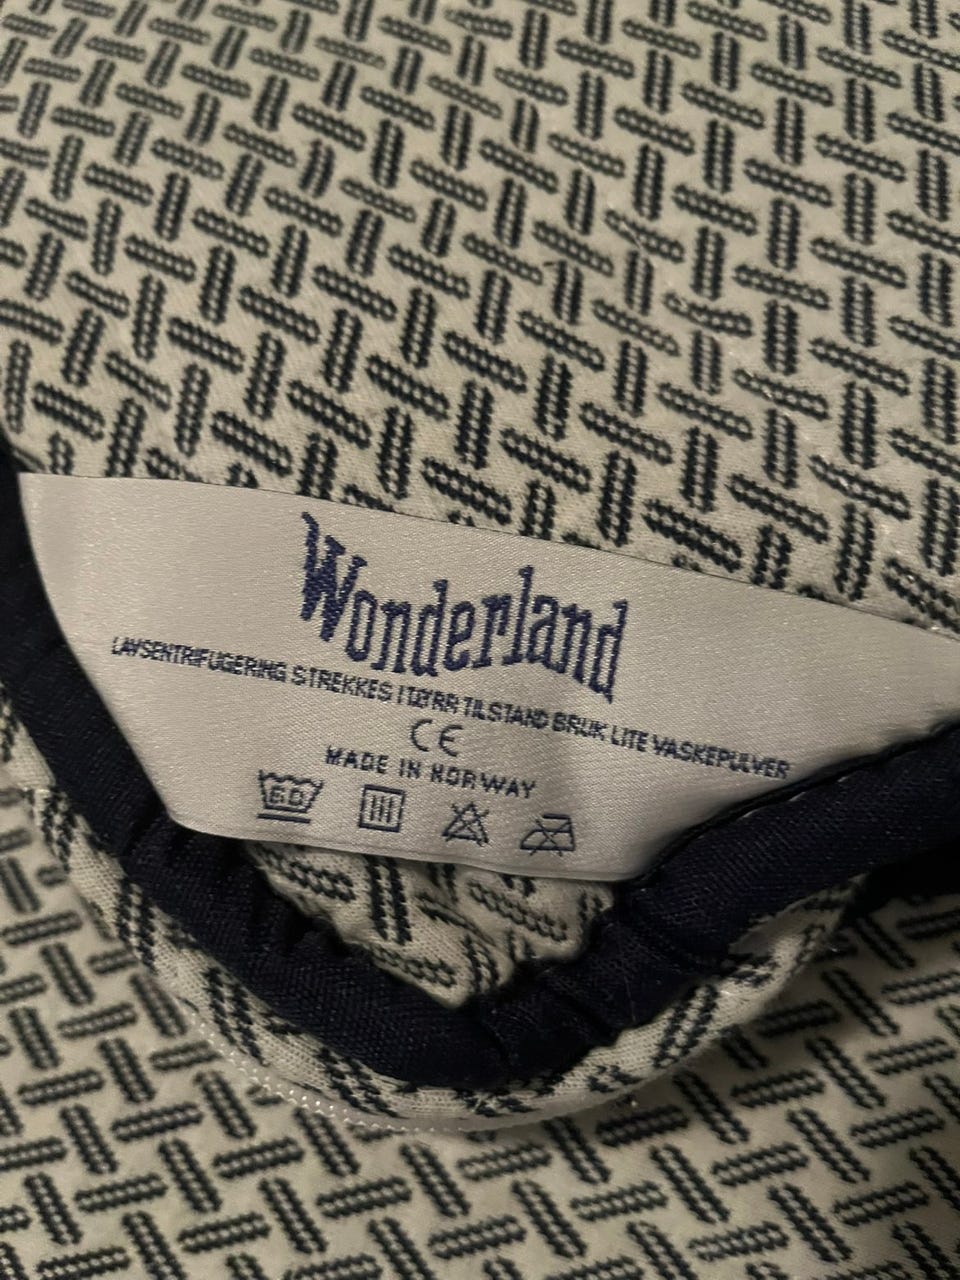 Wonderland
LAVSENTRIFUGERING STREKKES I TØRR TILSTAND BRUK LITE VASKEPULVER
CE
MADE IN NORWAY
60